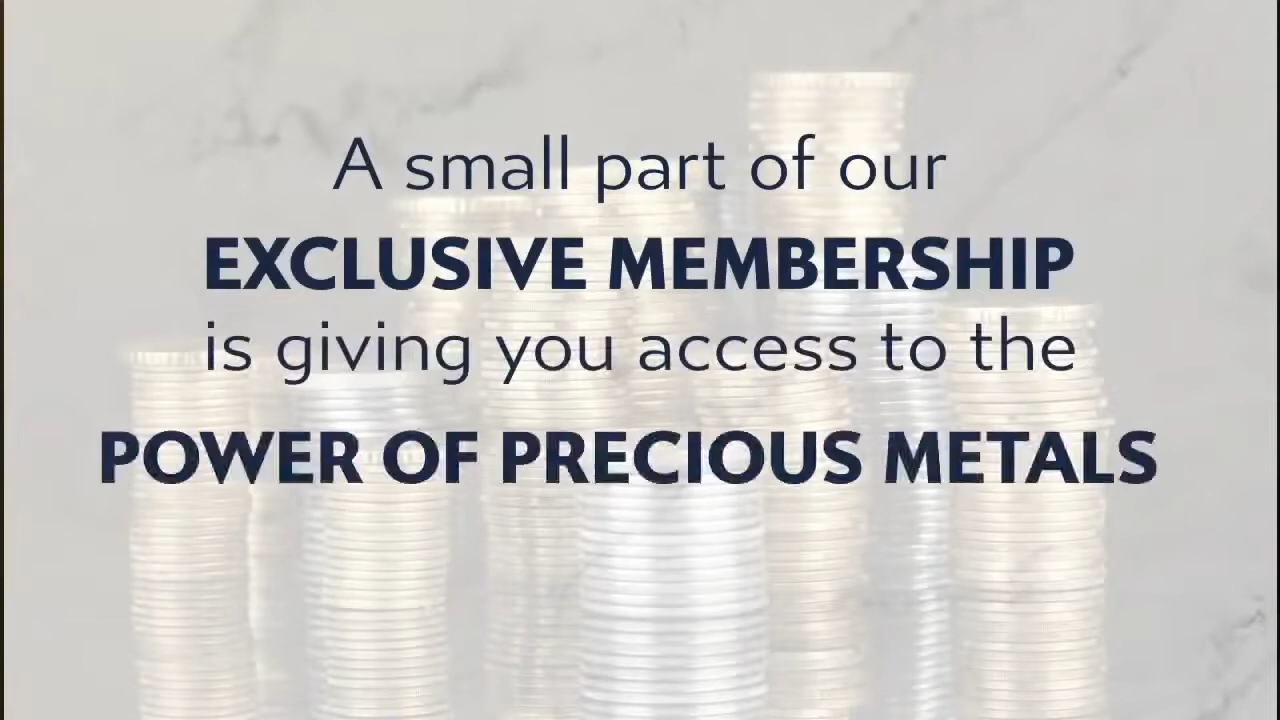 A small part of our
EXCLUSIVE MEMBERSHIP
is giving you access to the
POWER OF PRECIOUS METALS